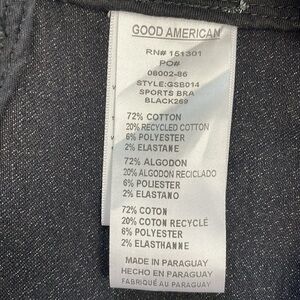 GOOD AMERICAN
RN# 151301
PO#
08002-86
STYLE:GSB014
SPORTS BRA
BLACK269
72% COTTON
20% RECYCLED COTTON
6% POLYESTER
2% ELASTANE
72% ALGODON
20% ALGODON RECICLADO
6% POLIESTER
2% ELASTANO
72% COTON
20% COTON RECYCLÉ
6% POLYESTER
2% ELASTHANNE
MADE IN PARAGUAY
HECHO EN PARAGUAY
FABRIQUÉ AU PARAGUAY